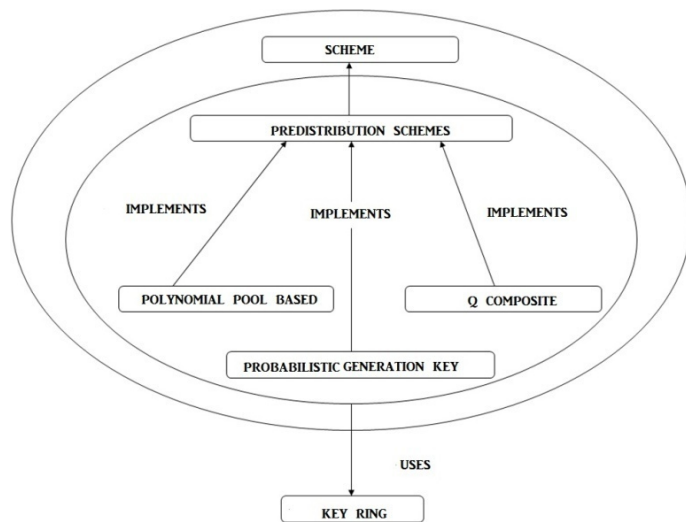 SCHEME
PREDISTRIBUTION SCHEMES
IMPLEMENTS
IMPLEMENTS
IMPLEMENTS
POLYNOMIAL POOL BASED
Q COMPOSITE
PROBABILISTIC GENERATION KEY
USES
KEY RING